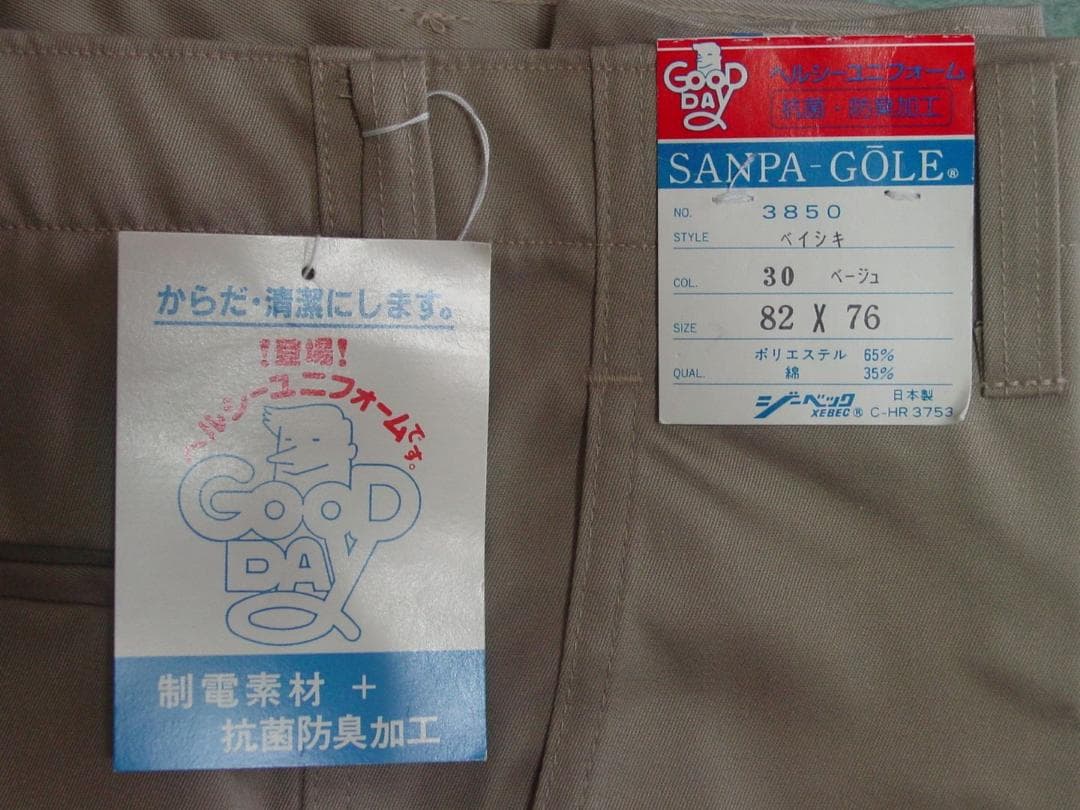 からだ・清潔にします。
！登場！
ヘルシーユニフォームです。
GOOD
DAY
制電素材 ＋
抗菌防臭加工
GOOD
DAY
ヘルシーユニフォーム
抗菌・防臭加工
SANPA-GŌLE®
NO. 3850
STYLE ベイシキ
COL. 30 ベージュ
SIZE 82 X 76
QUAL. ポリエステル 65%
綿 35%
日本製
ジーベック XEBEC® C-HR 3753